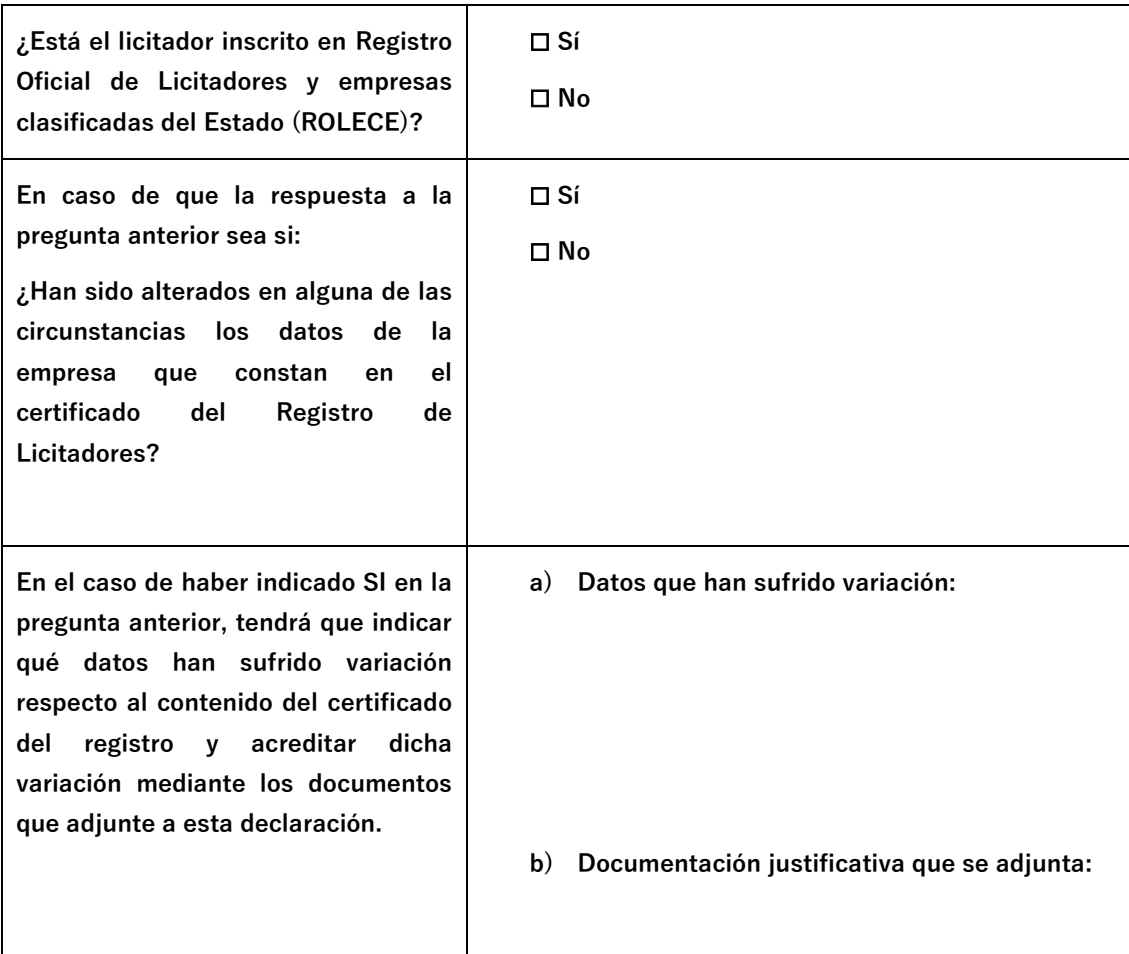 ¿Está el licitador inscrito en Registro
Oficial de Licitadores y empresas
clasificadas del Estado (ROLECE)?
☐ Sí
☐ No
En caso de que la respuesta a la
pregunta anterior sea si:
¿Han sido alterados en alguna de las
circunstancias los datos de la
empresa que constan en el
certificado del Registro de
Licitadores?
☐ Sí
☐ No
En el caso de haber indicado SI en la
pregunta anterior, tendrá que indicar
qué datos han sufrido variación
respecto al contenido del certificado
del registro y acreditar dicha
variación mediante los documentos
que adjunte a esta declaración.
a) Datos que han sufrido variación:
b) Documentación justificativa que se adjunta: